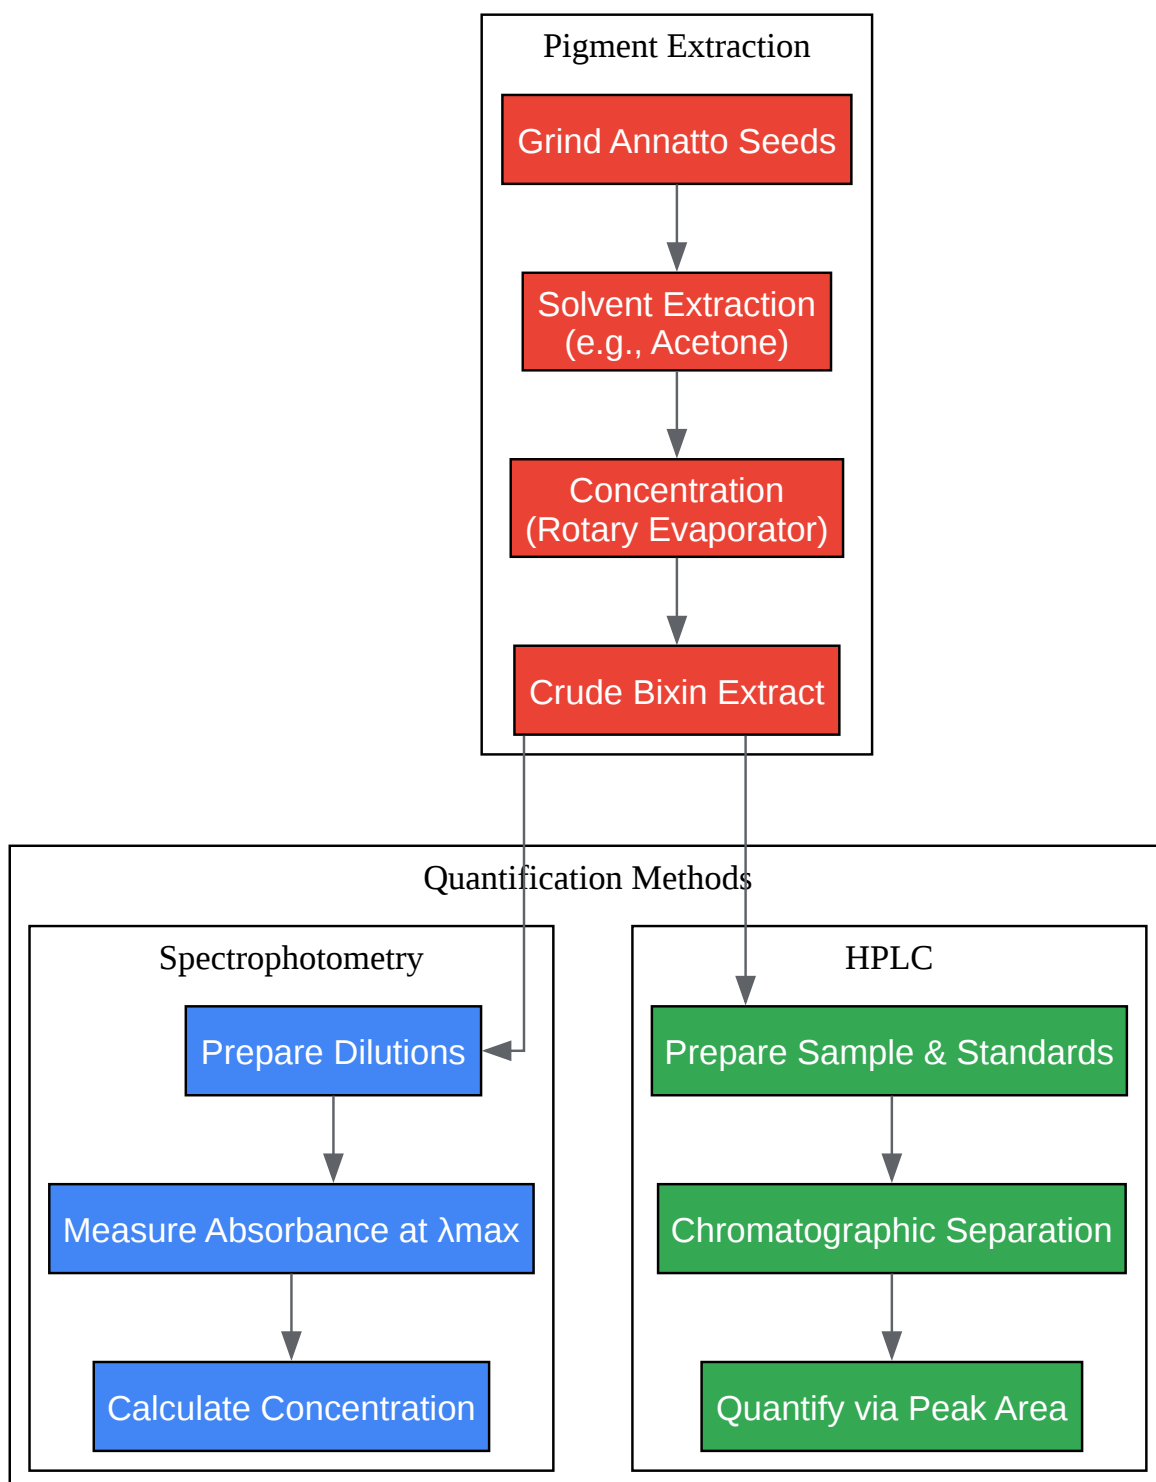 Pigment Extraction
Grind Annatto Seeds
Solvent Extraction
(e.g., Acetone)
Concentration
(Rotary Evaporator)
Crude Bixin Extract
Quantification Methods
Spectrophotometry
Prepare Dilutions
Measure Absorbance at λmax
Calculate Concentration
HPLC
Prepare Sample & Standards
Chromatographic Separation
Quantify via Peak Area